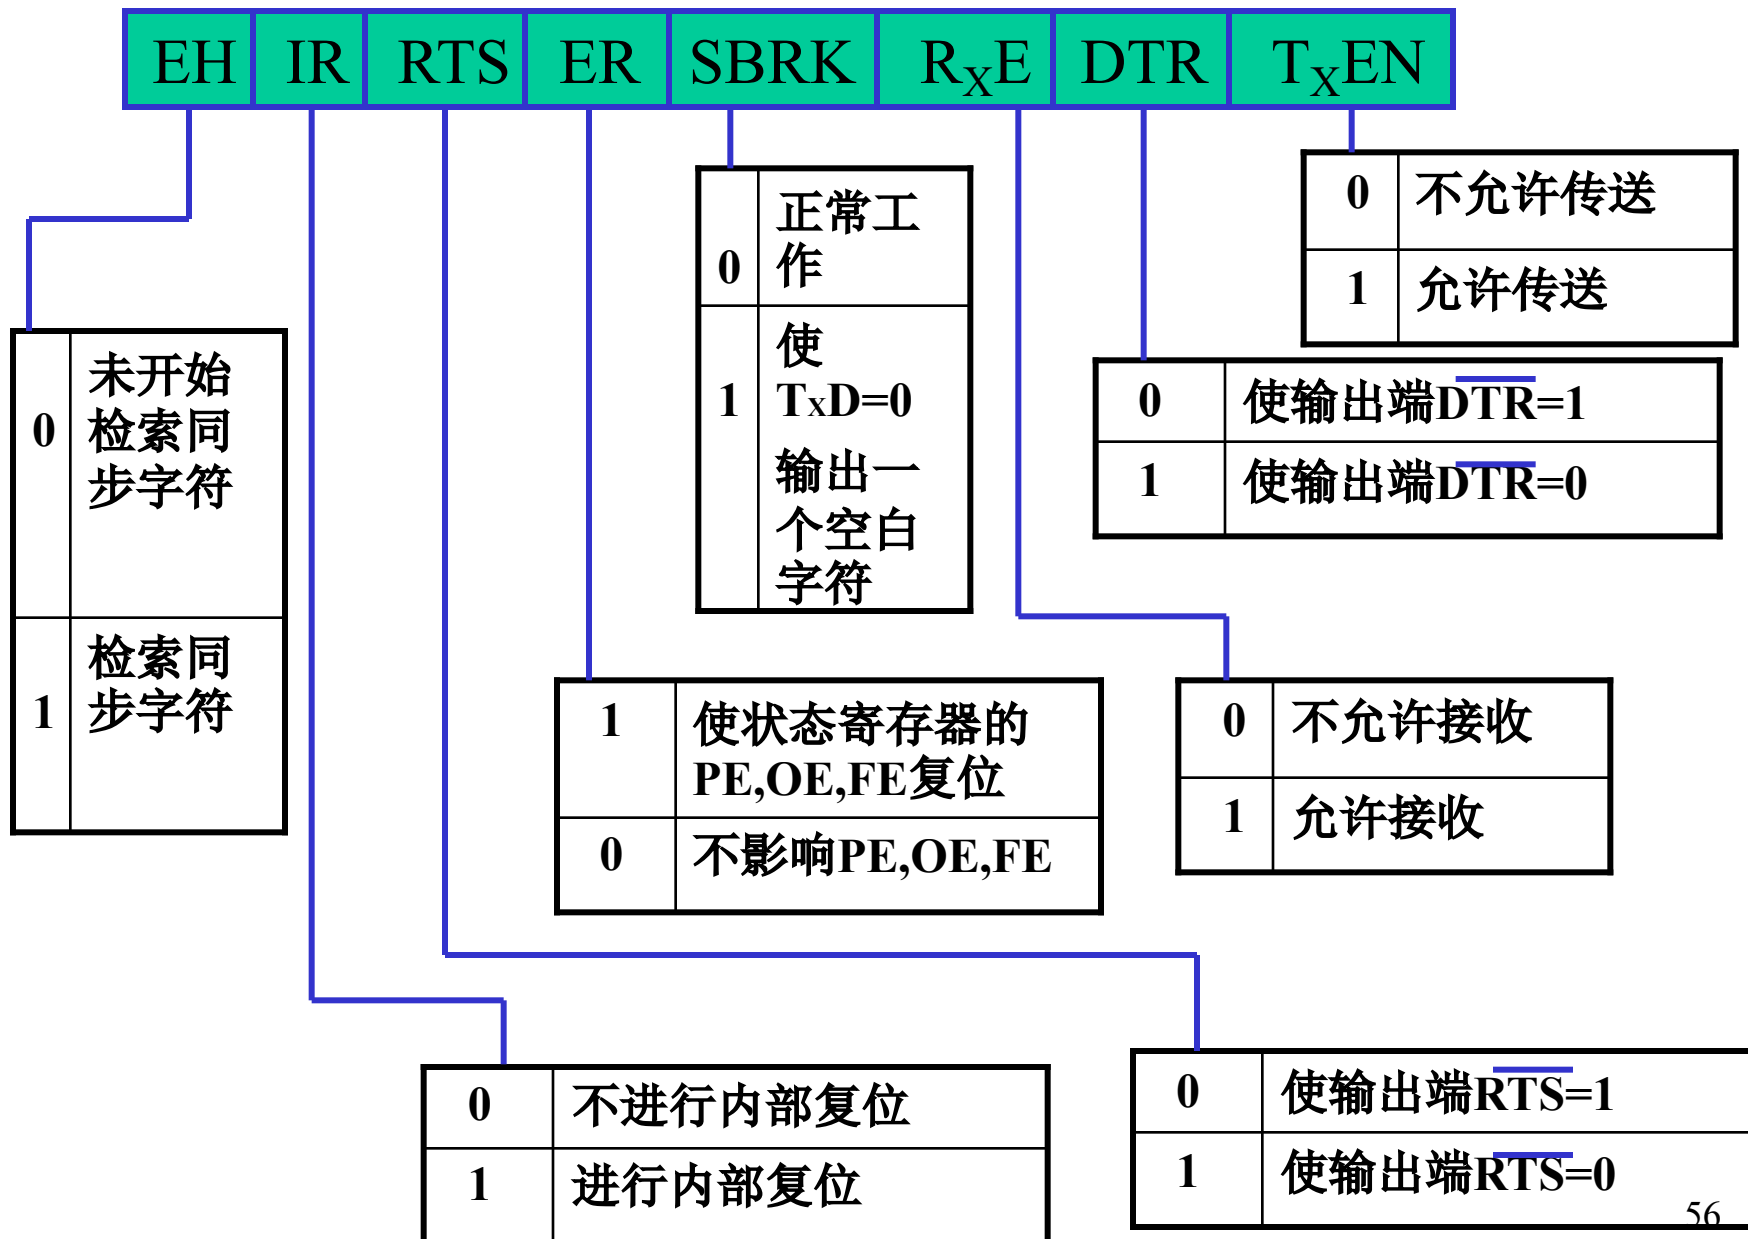 EH IR RTS ER SBRK RXE DTR TXEN
0 不允许传送
1 允许传送
0 正常工
作
1 使
TxD=0
输出一
个空白
字符
0 未开始
检索同
步字符
1 检索同
步字符
0 使输出端DTR=1
1 使输出端DTR=0
1 使状态寄存器的
PE,OE,FE复位
0 不影响PE,OE,FE
0 不允许接收
1 允许接收
0 不进行内部复位
1 进行内部复位
0 使输出端RTS=1
1 使输出端RTS=0
56